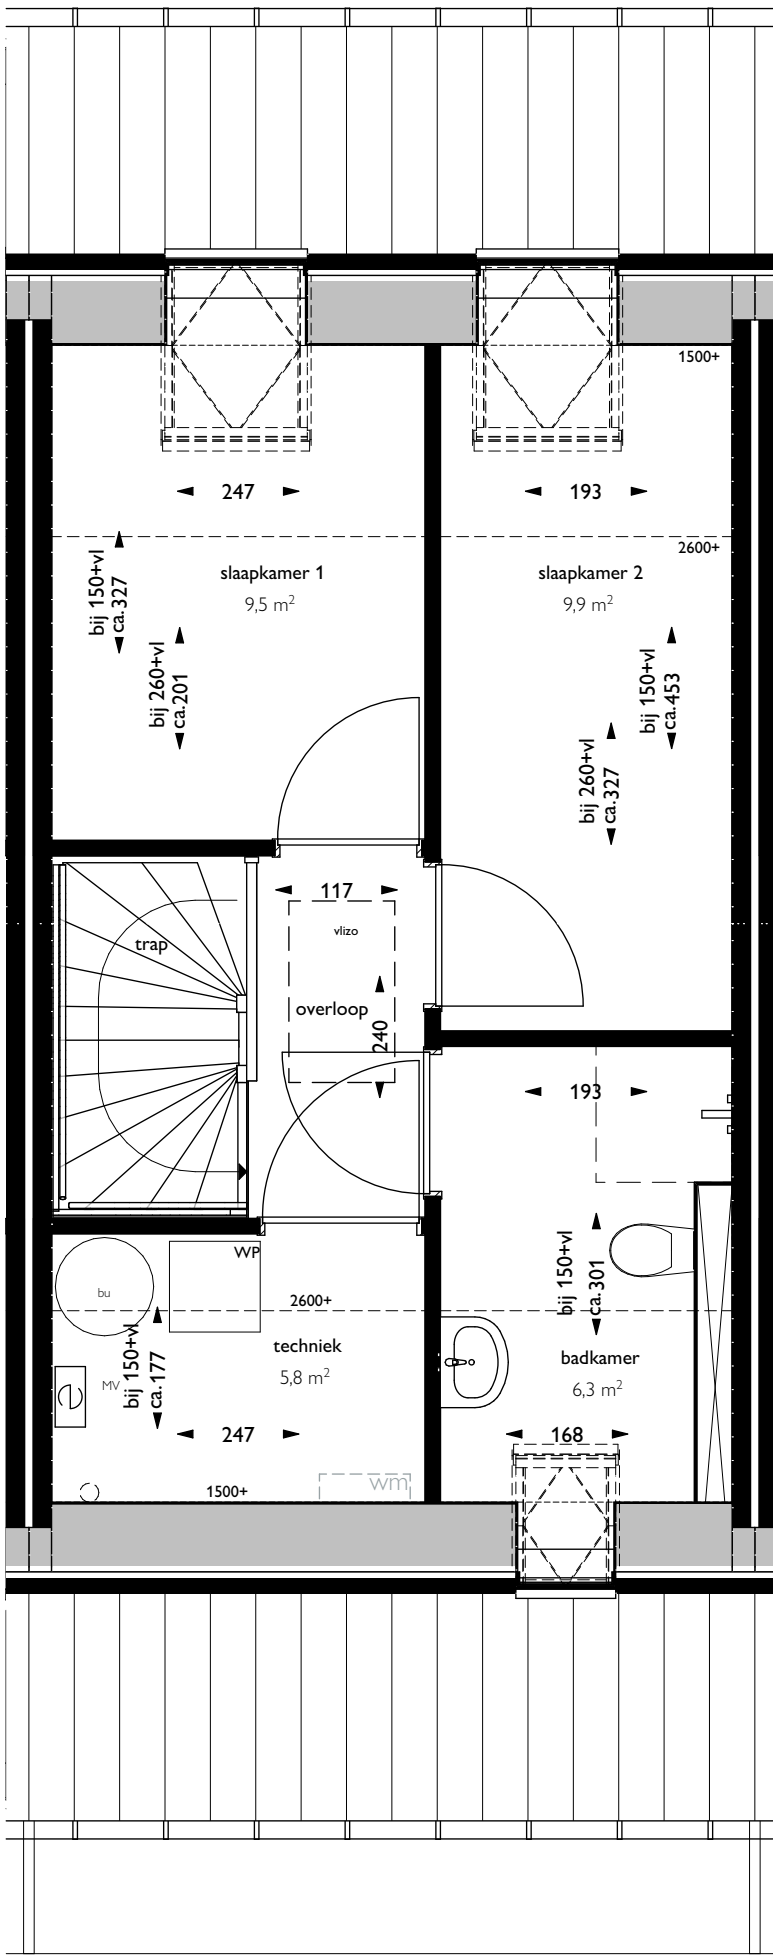 1500+
247
193
2600+
slaapkamer 1
9,5 m²
slaapkamer 2
9,9 m²
bij 150+vl
ca.327
bij 260+vl
ca.201
bij 150+vl
ca.453
bij 260+vl
ca.327
117
vlizo
trap
overloop
240
193
WP
bu
2600+
bij 150+vl
ca.301
techniek
5,8 m²
bij 150+vl
ca.177
MV
e
badkamer
6,3 m²
247
168
1500+
wm